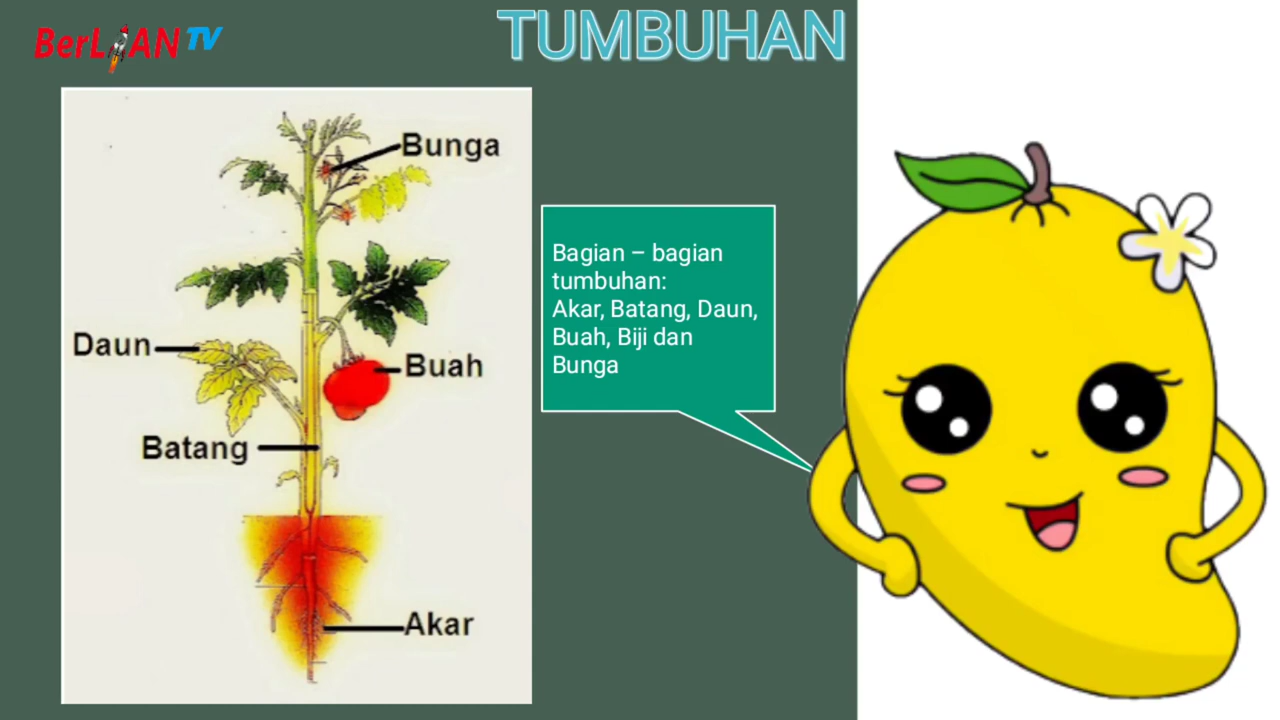 BerLIAN TV
TUMBUHAN
Bunga
Daun
Buah
Batang
Akar
Bagian – bagian
tumbuhan:
Akar, Batang, Daun,
Buah, Biji dan
Bunga